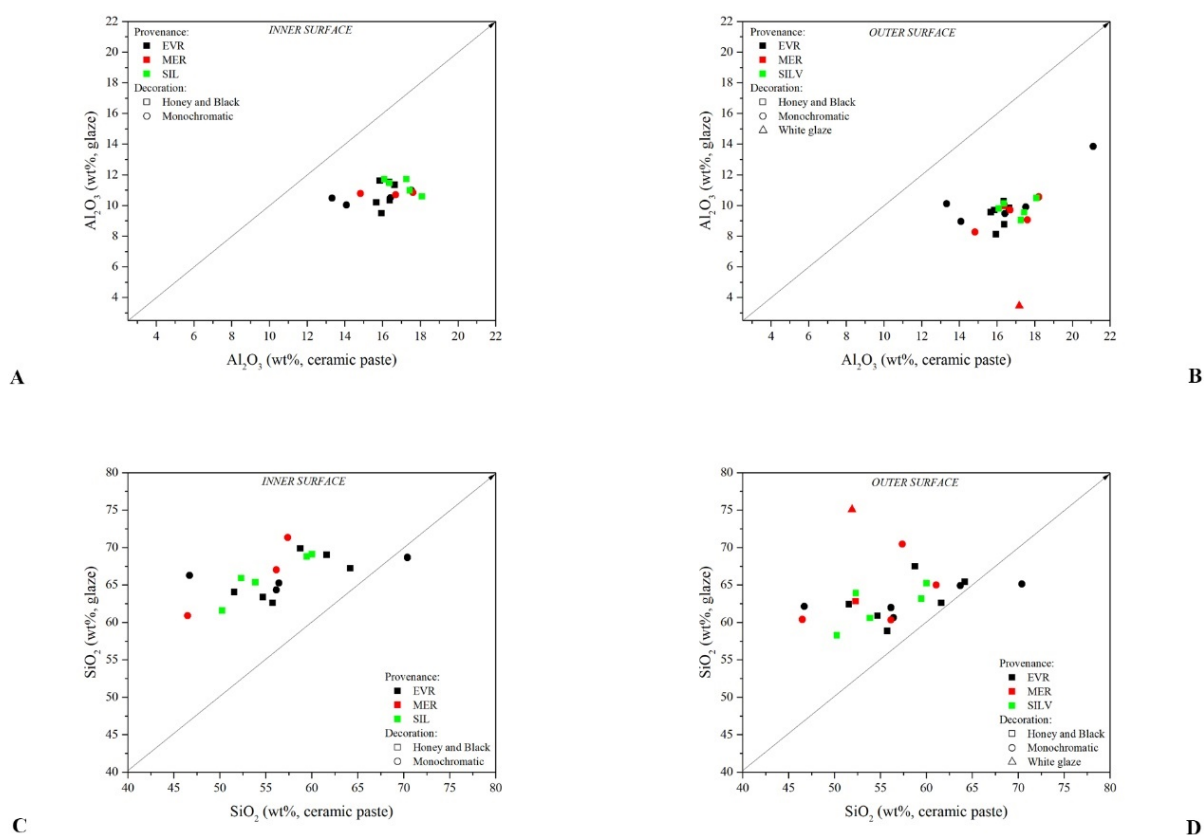 INNER SURFACE
Provenance:
EVR
MER
SIL
Decoration:
Honey and Black
Monochromatic
22
20
18
16
14
12
10
8
6
4
Al₂O₃ (wt%, glaze)
4 6 8 10 12 14 16 18 20 22
Al₂O₃ (wt%, ceramic paste)
A
OUTER SURFACE
Provenance:
EVR
MER
SILV
Decoration:
Honey and Black
Monochromatic
White glaze
22
20
18
16
14
12
10
8
6
4
Al₂O₃ (wt%, glaze)
4 6 8 10 12 14 16 18 20 22
Al₂O₃ (wt%, ceramic paste)
B
INNER SURFACE
80
75
70
65
60
55
50
45
40
SiO₂ (wt%, glaze)
Provenance:
EVR
MER
SIL
Decoration:
Honey and Black
Monochromatic
40 45 50 55 60 65 70 75 80
SiO₂ (wt%, ceramic paste)
C
OUTER SURFACE
80
75
70
65
60
55
50
45
40
SiO₂ (wt%, glaze)
Provenance:
EVR
MER
SILV
Decoration:
Honey and Black
Monochromatic
White glaze
40 45 50 55 60 65 70 75 80
SiO₂ (wt%, ceramic paste)
D